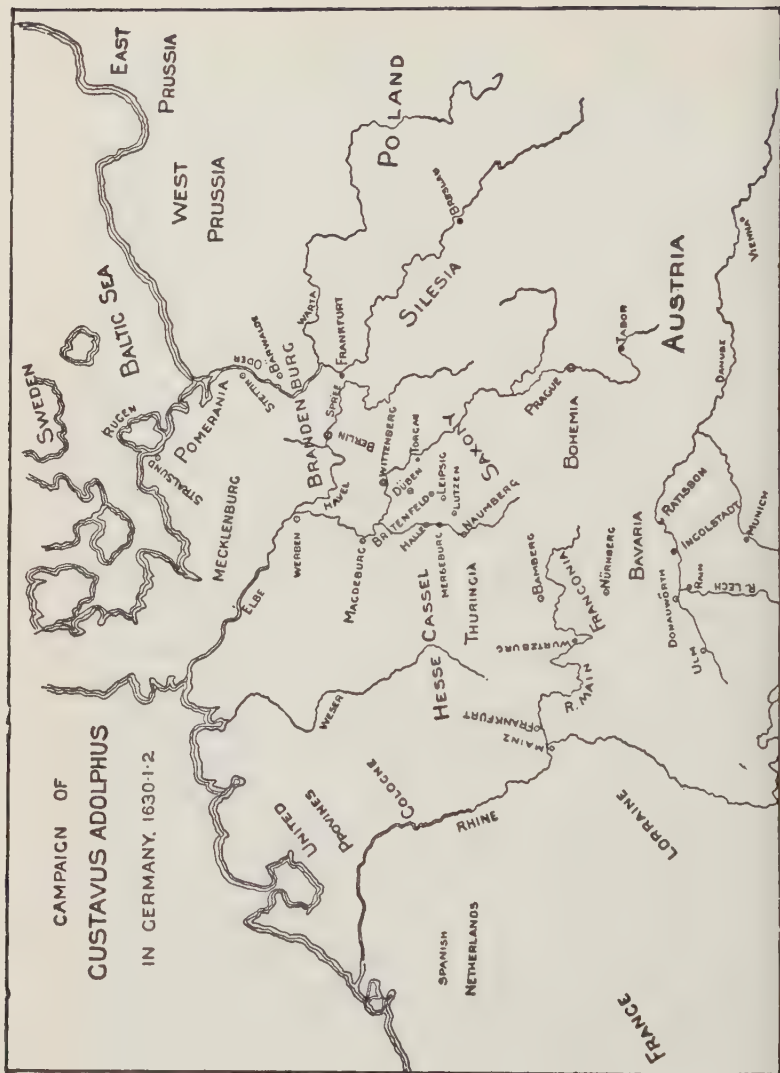 CAMPAIGN OF
GUSTAVUS ADOLPHUS
IN GERMANY. 1630-1-2
SWEDEN
BALTIC SEA
EAST
PRUSSIA
WEST
PRUSSIA
RUGEN
STRALSUND
POMERANIA
MECKLENBURG
STETTIN
ODER
BARWALDE
BRANDENBURG
WARTA
POLAND
ELBE
WERBEN
HAVEL
BERLIN
SPREE
FRANKFURT
UNITED
PROVINES
WESER
MAGDEBURG
WITTENBERG
TORGAU
DÜBEN
BRITENFELD
LEIPSIG
LUTZEN
HALLE
MERGEBURG
NAUMBERG
SAXONY
SILESIA
BRESLAU
COLOGNE
HESSE CASSEL
THURINGIA
RHINE
SPANISH
NETHERLANDS
FRANKFURT
MAINZ
R. MAIN
WURTZBURG
FRANCONIA
BAMBERG
NÜRNBERG
PRAGUE
TABOR
BOHEMIA
AUSTRIA
BAVARIA
RATISBON
INGOLSTADT
DONAUWÖRTH
RAIN
R. LECH
ULM
MUNICH
DANUBE
VIENNA
LORRAINE
FRANCE